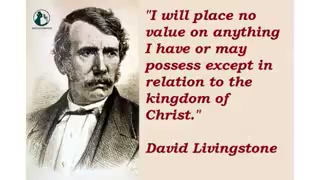 "I will place no
value on anything
I have or may
possess except in
relation to the
kingdom of
Christ."
David Livingstone